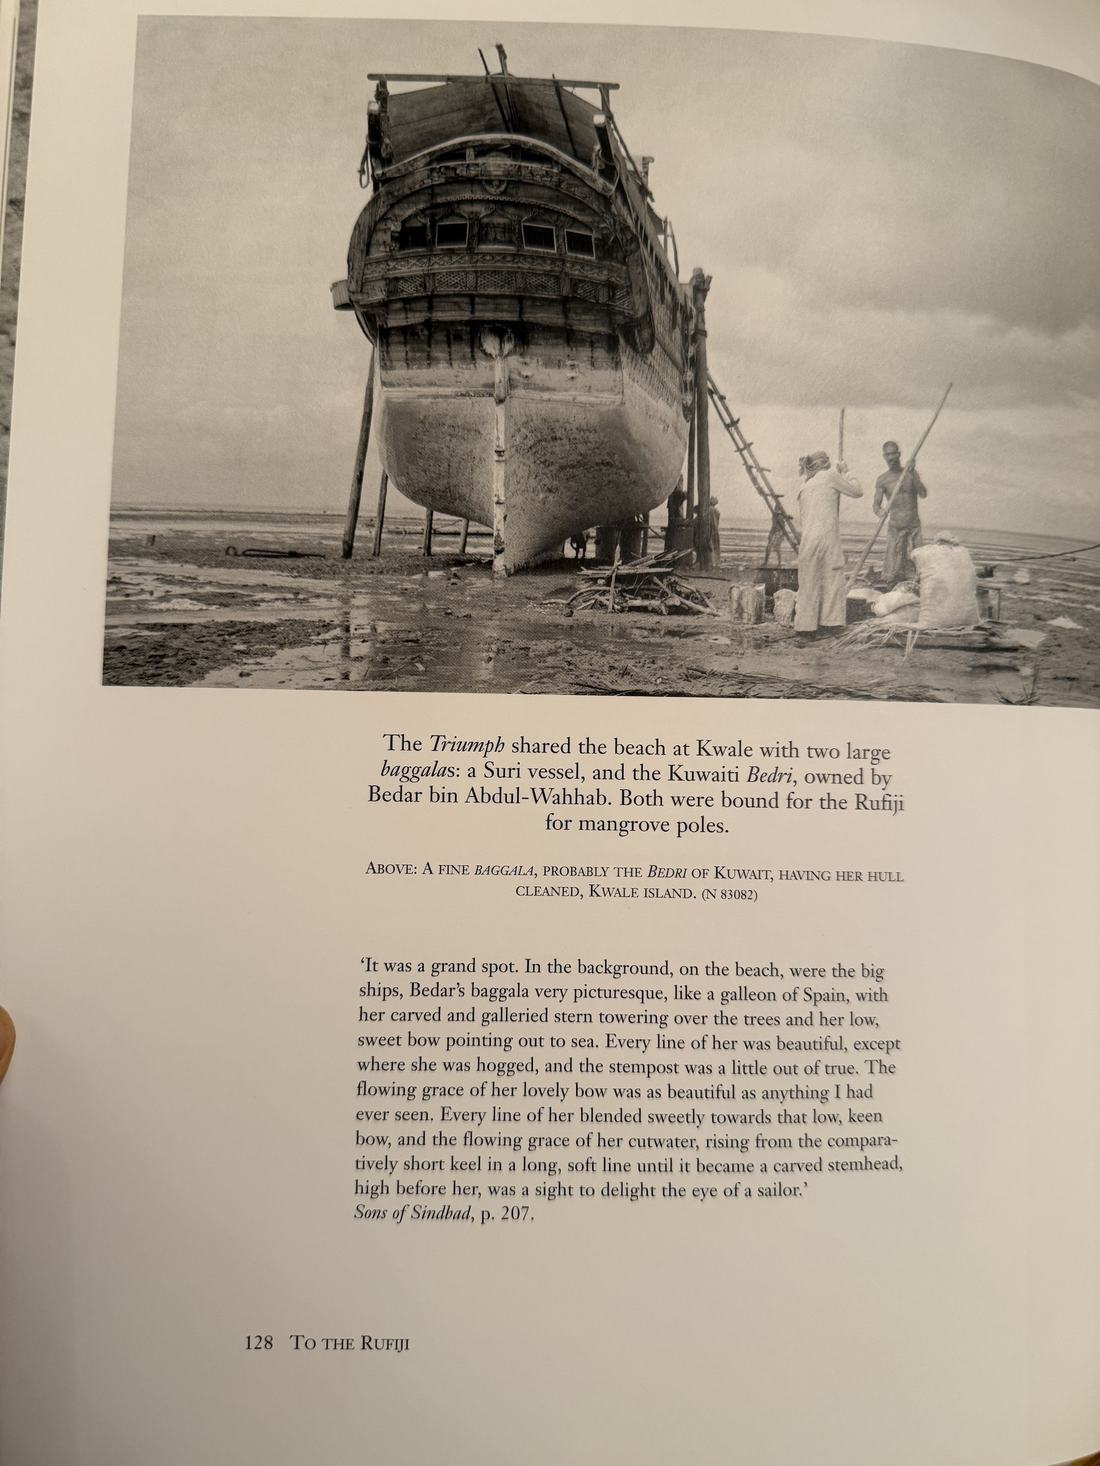 The Triumph shared the beach at Kwale with two large
baggalas: a Suri vessel, and the Kuwaiti Bedri, owned by
Bedar bin Abdul-Wahhab. Both were bound for the Rufiji
for mangrove poles.
Above: A fine baggala, probably the Bedri of Kuwait, having her hull
cleaned, Kwale island. (N 83082)
‘It was a grand spot. In the background, on the beach, were the big
ships, Bedar’s baggala very picturesque, like a galleon of Spain, with
her carved and galleried stern towering over the trees and her low,
sweet bow pointing out to sea. Every line of her was beautiful, except
where she was hogged, and the stempost was a little out of true. The
flowing grace of her lovely bow was as beautiful as anything I had
ever seen. Every line of her blended sweetly towards that low, keen
bow, and the flowing grace of her cutwater, rising from the compara-
tively short keel in a long, soft line until it became a carved stemhead,
high before her, was a sight to delight the eye of a sailor.’
Sons of Sindbad, p. 207.
128 To the Rufiji